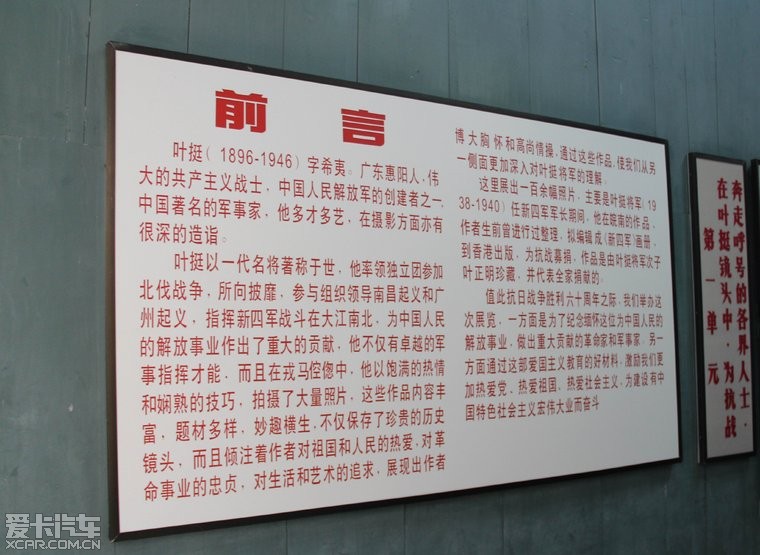 前言
叶挺(1896-1946)字希夷。广东惠阳人，伟
大的共产主义战士，中国人民解放军的创建者之一，
中国著名的军事家，他多才多艺，在摄影方面亦有
很深的造诣。
叶挺以一代名将著称于世，他率领独立团参加
北伐战争，所向披靡，参与组织领导南昌起义和广
州起义，指挥新四军战斗在大江南北，为中国人民
的解放事业作出了重大的贡献，他不仅有卓越的军
事指挥才能，而且在戎马倥偬中，他以饱满的热情
和娴熟的技巧，拍摄了大量照片，这些作品内容丰
富，题材多样，妙趣横生，不仅保存了珍贵的历史
镜头，而且倾注着作者对祖国和人民的热爱，对革
命事业的忠贞，对生活和艺术的追求，展现出作者
博大胸怀和高尚情操，通过这些作品，使我们从另
一侧面更加深入对叶挺将军的理解。
这里展出一百余幅照片，主要是叶挺将军(19
38-1940)任新四军军长期间，他在皖南的作品，
作者生前曾进行过整理，拟编辑成《新四军》画册，
到香港出版，为抗战募捐，作品是由叶挺将军次子
叶正明珍藏，并代表全家捐献的。
值此抗日战争胜利六十周年之际，我们举办这
次展览，一方面是为了纪念缅怀这位为中国人民的
解放事业，做出重大贡献的革命家和军事家，另一
方面通过这部爱国主义教育的好材料，激励我们更
加热爱党，热爱祖国，热爱社会主义，为建设有中
国特色社会主义宏伟大业而奋斗
奔走呼号的各界人士，
在叶挺镜头中，为抗战
第一单元
爱卡汽车
XCAR.COM.CN